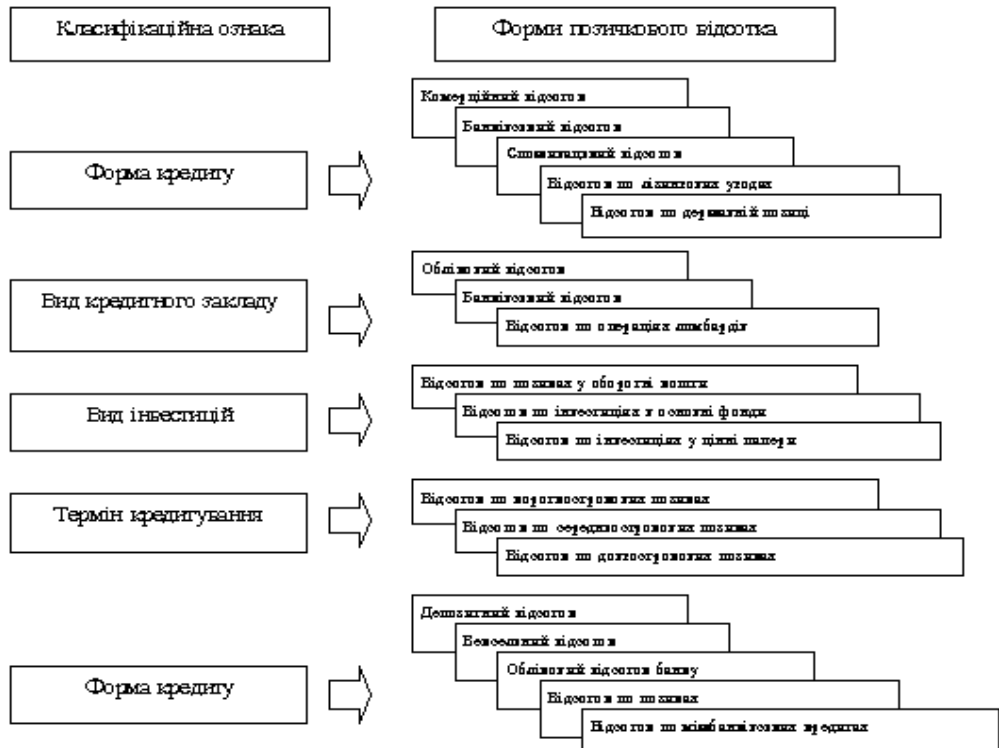 Класифікаційна ознака
Форми позичкового відсотка
Форма кредиту
Комерційний відсоток
Банківський відсоток
Споживчий відсоток
Відсоток по лізингових угодах
Відсоток по державній позиці
Вид кредитного закладу
Обліковий відсоток
Банківський відсоток
Відсоток по операціях ломбардів
Вид інвестицій
Відсоток по позиках у оборотні кошти
Відсоток по інвестиціях в основні фонди
Відсоток по інвестиціях у цінні папери
Термін кредитування
Відсоток по короткострокових позиках
Відсоток по середньострокових позиках
Відсоток по довгострокових позиках
Форма кредиту
Депозитний відсоток
Вексельний відсоток
Обліковий відсоток банку
Відсоток по позиках
Відсоток по міжбанківських кредитах